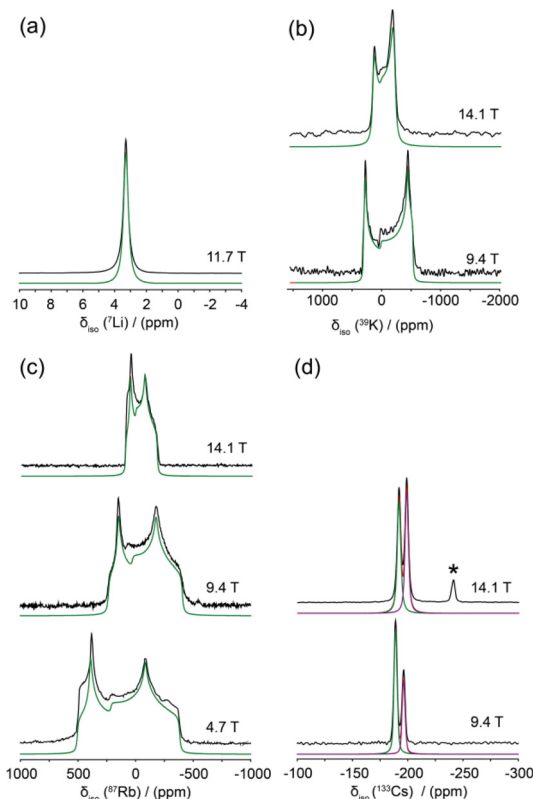 (a)
11.7 T
10 8 6 4 2 0 -2 -4
δiso (7Li) / (ppm)
(b)
14.1 T
9.4 T
1000 0 -1000 -2000
δiso (39K) / (ppm)
(c)
14.1 T
9.4 T
4.7 T
1000 500 0 -500 -1000
δiso (87Rb) / (ppm)
(d)
*
14.1 T
9.4 T
-100 -150 -200 -250 -300
δiso (133Cs) / (ppm)